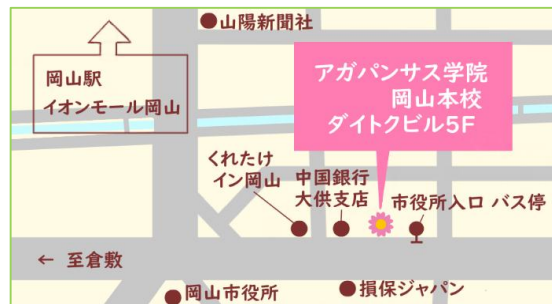 山陽新聞社
岡山駅
イオンモール岡山
アガパンサス学院
岡山本校
ダイトクビル5F
くれたけ
イン岡山
中国銀行
大供支店
市役所入口 バス停
← 至倉敷
岡山市役所
損保ジャパン